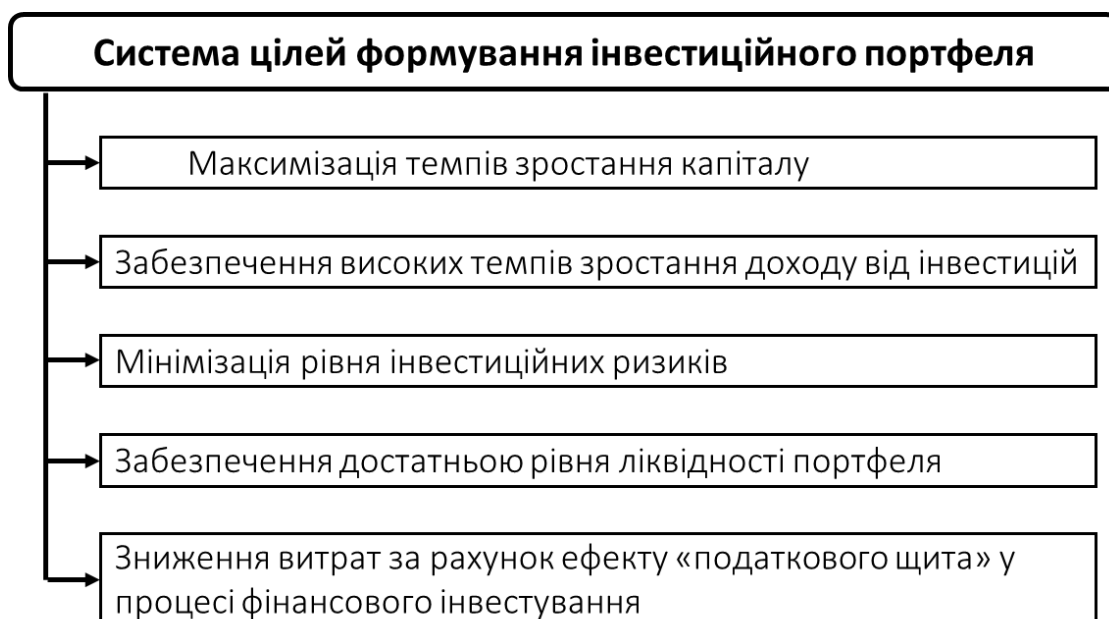 Система цілей формування інвестиційного портфеля
Максимізація темпів зростання капіталу
Забезпечення високих темпів зростання доходу від інвестицій
Мінімізація рівня інвестиційних ризиків
Забезпечення достатньою рівня ліквідності портфеля
Зниження витрат за рахунок ефекту «податкового щита» у
процесі фінансового інвестування